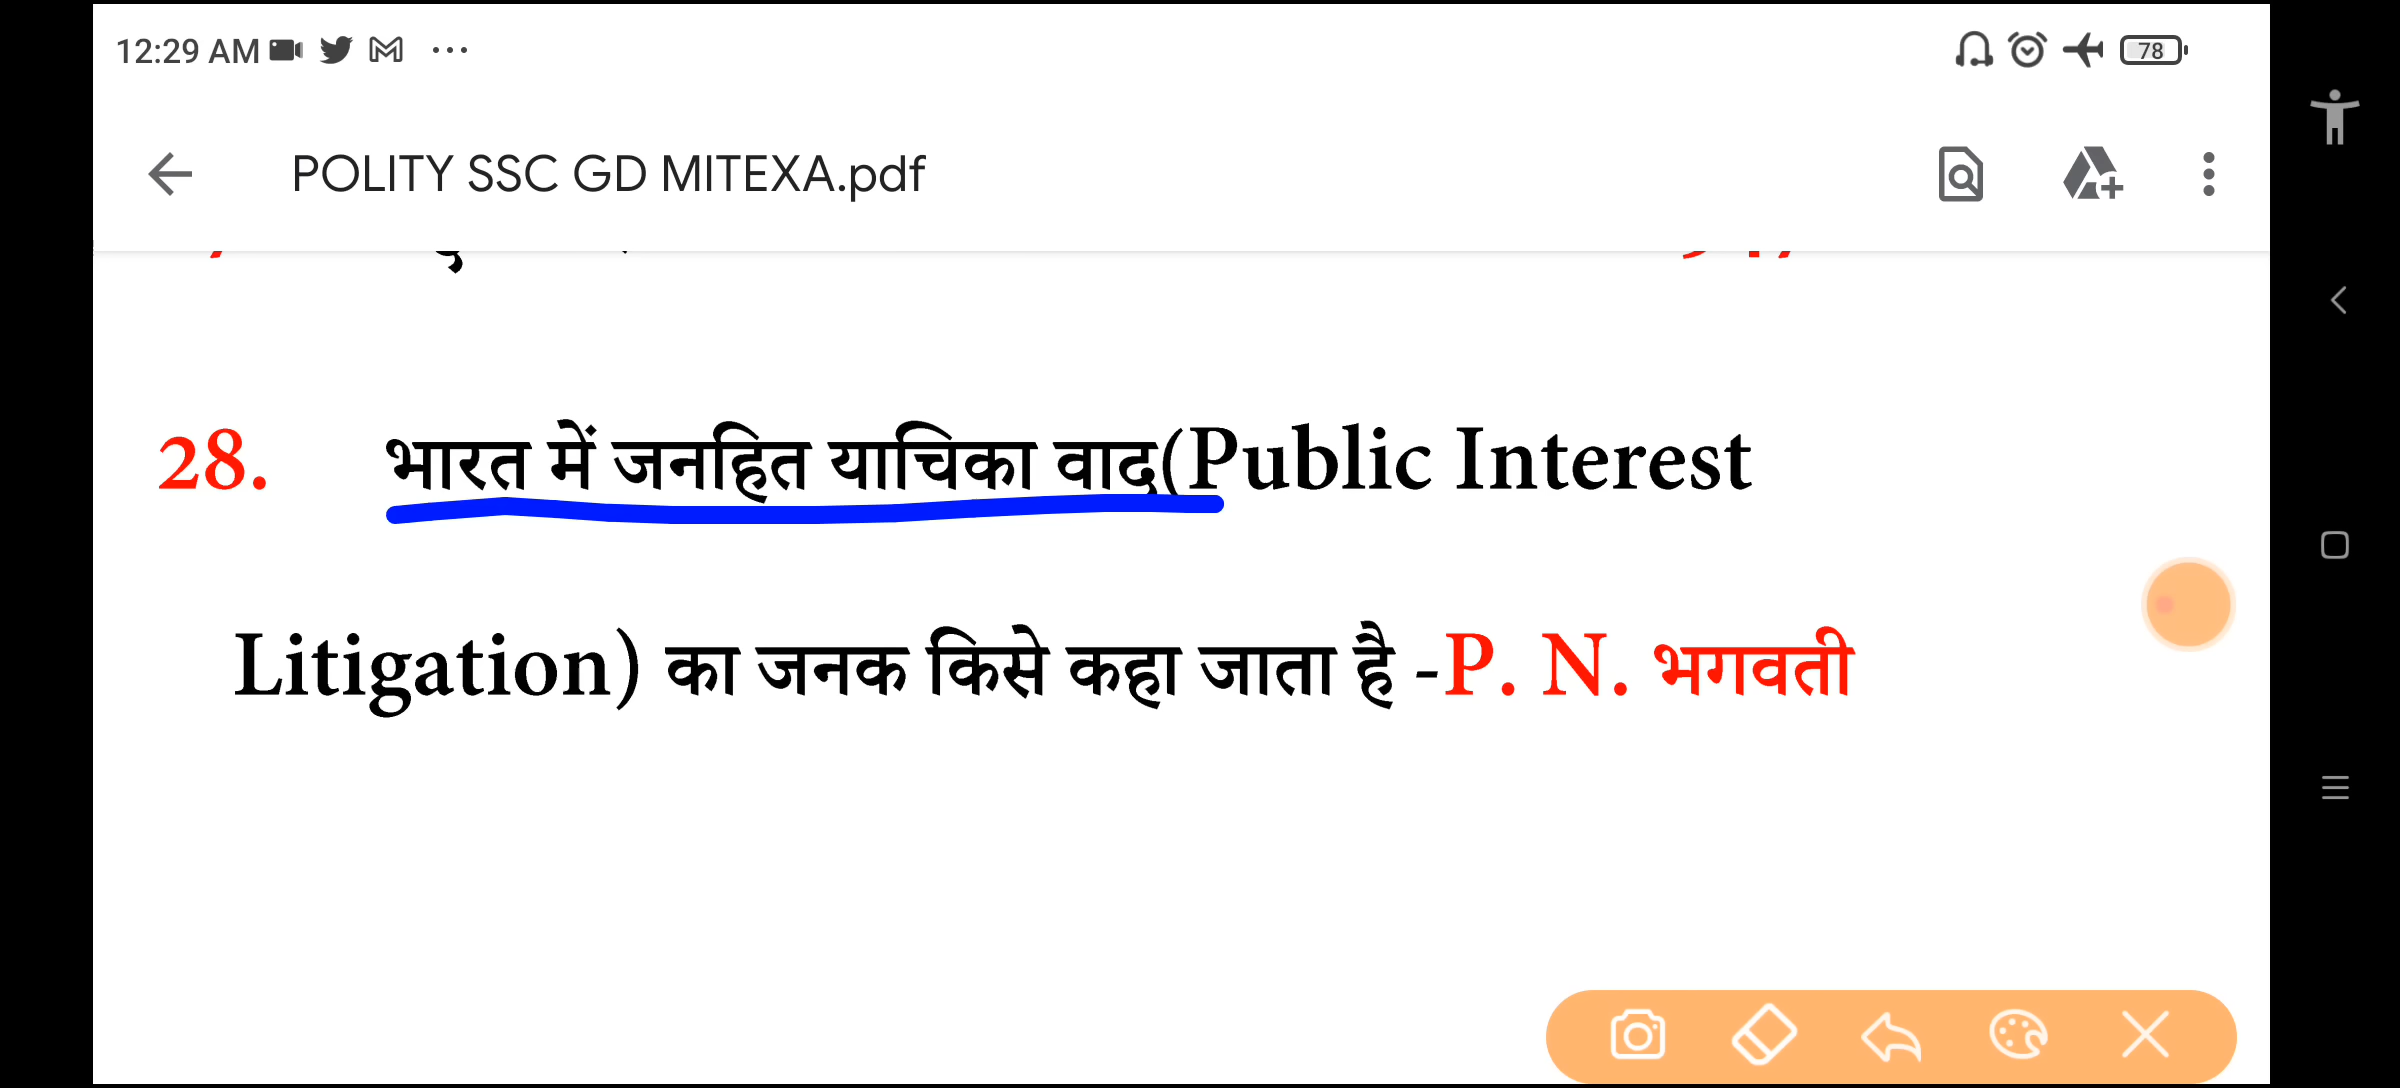 12:29 AM
78
POLITY SSC GD MITEXA.pdf
28. भारत में जनहित याचिका वाद(Public Interest
Litigation) का जनक किसे कहा जाता है -P. N. भगवती